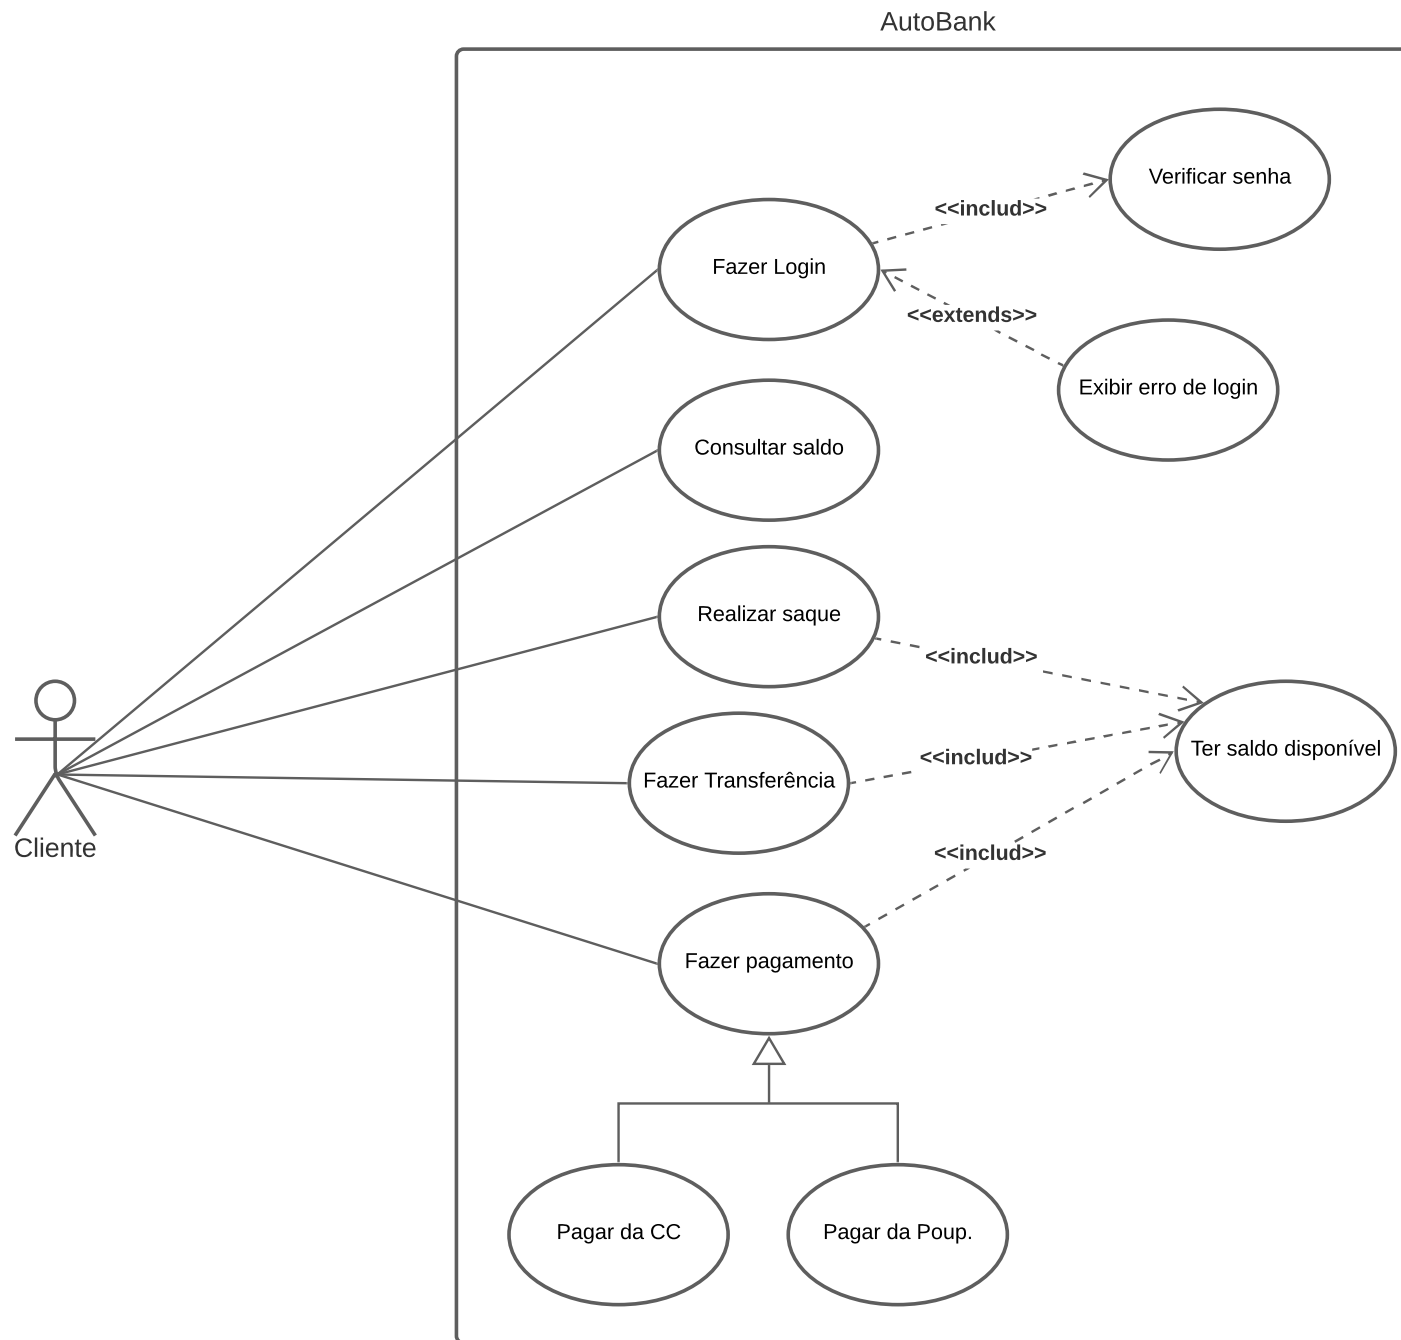 AutoBank
Verificar senha
<<includ>>
Fazer Login
<<extends>>
Exibir erro de login
Consultar saldo
Realizar saque
<<includ>>
Ter saldo disponível
<<includ>>
Fazer Transferência
Cliente
<<includ>>
Fazer pagamento
Pagar da CC
Pagar da Poup.